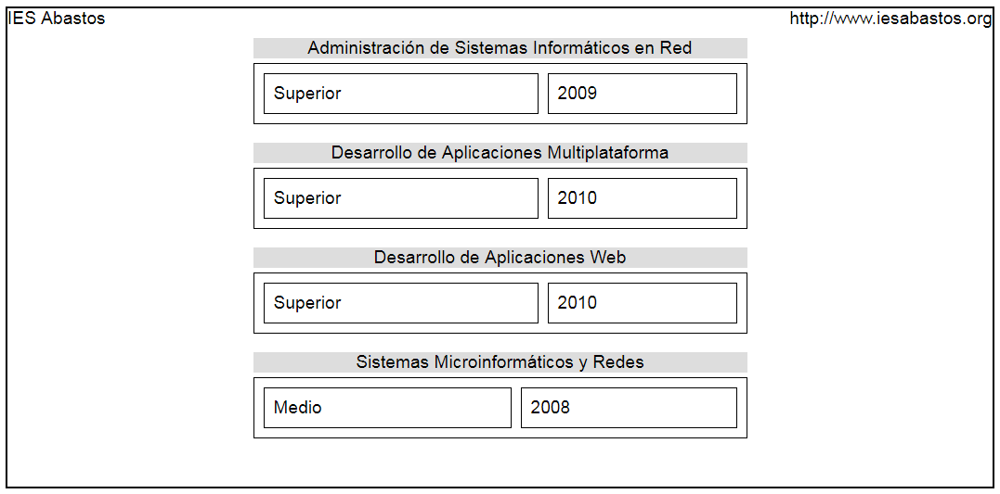 IES Abastos http://www.iesabastos.org
Administración de Sistemas Informáticos en Red
Superior 2009
Desarrollo de Aplicaciones Multiplataforma
Superior 2010
Desarrollo de Aplicaciones Web
Superior 2010
Sistemas Microinformáticos y Redes
Medio 2008